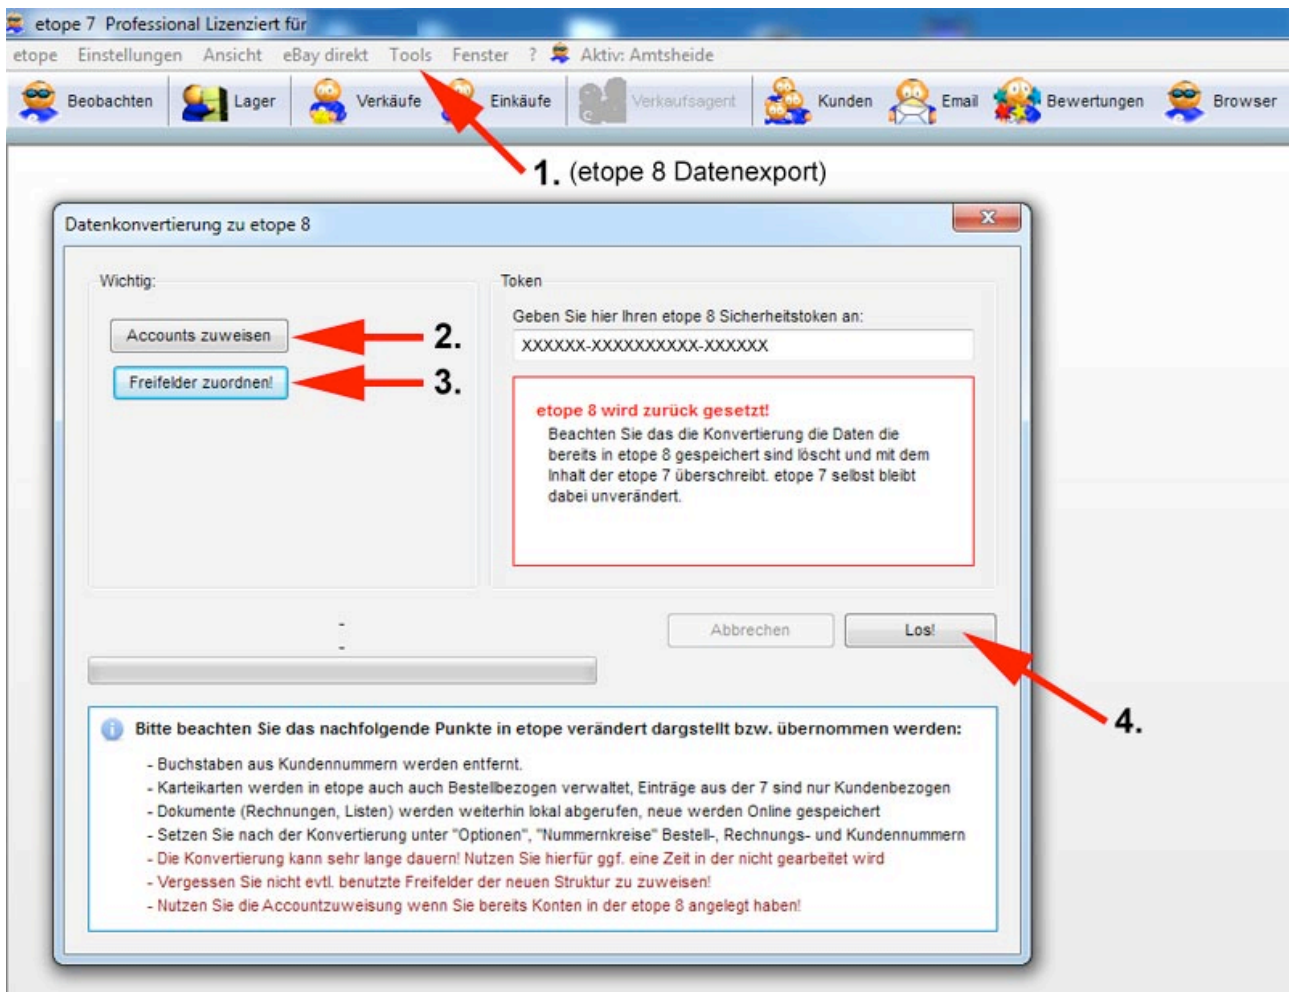 etope 7 Professional Lizenziert für
etope Einstellungen Ansicht eBay direkt Tools Fenster ? Aktiv: Amtsheide
Beobachten Lager Verkäufe Einkäufe Verkaufsagent Kunden Email Bewertungen Browser
1. (etope 8 Datenexport)
Datenkonvertierung zu etope 8
x
Wichtig:
Accounts zuweisen
2.
Freifelder zuordnen!
3.
Token
Geben Sie hier Ihren etope 8 Sicherheitstoken an:
XXXXXX-XXXXXXXXXX-XXXXXX
etope 8 wird zurück gesetzt!
Beachten Sie das die Konvertierung die Daten die
bereits in etope 8 gespeichert sind löscht und mit dem
Inhalt der etope 7 überschreibt. etope 7 selbst bleibt
dabei unverändert.
-
-
Abbrechen Los!
4.
Bitte beachten Sie das nachfolgende Punkte in etope verändert dargstellt bzw. übernommen werden:
- Buchstaben aus Kundennummern werden entfernt.
- Karteikarten werden in etope auch auch Bestellbezogen verwaltet, Einträge aus der 7 sind nur Kundenbezogen
- Dokumente (Rechnungen, Listen) werden weiterhin lokal abgerufen, neue werden Online gespeichert
- Setzen Sie nach der Konvertierung unter "Optionen", "Nummernkreise" Bestell-, Rechnungs- und Kundennummern
- Die Konvertierung kann sehr lange dauern! Nutzen Sie hierfür ggf. eine Zeit in der nicht gearbeitet wird
- Vergessen Sie nicht evtl. benutzte Freifelder der neuen Struktur zu zuweisen!
- Nutzen Sie die Accountzuweisung wenn Sie bereits Konten in der etope 8 angelegt haben!